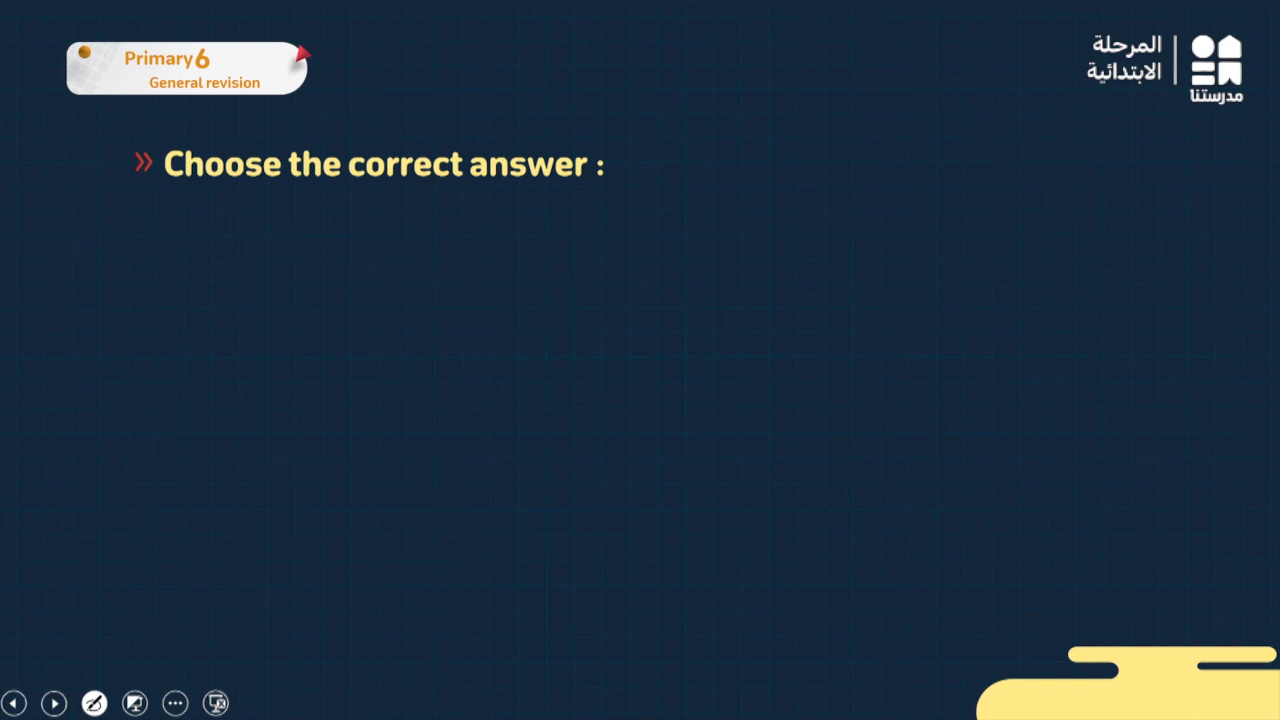 Primary 6
General revision
المرحلة
الابتدائية
مدرستنا
» Choose the correct answer :